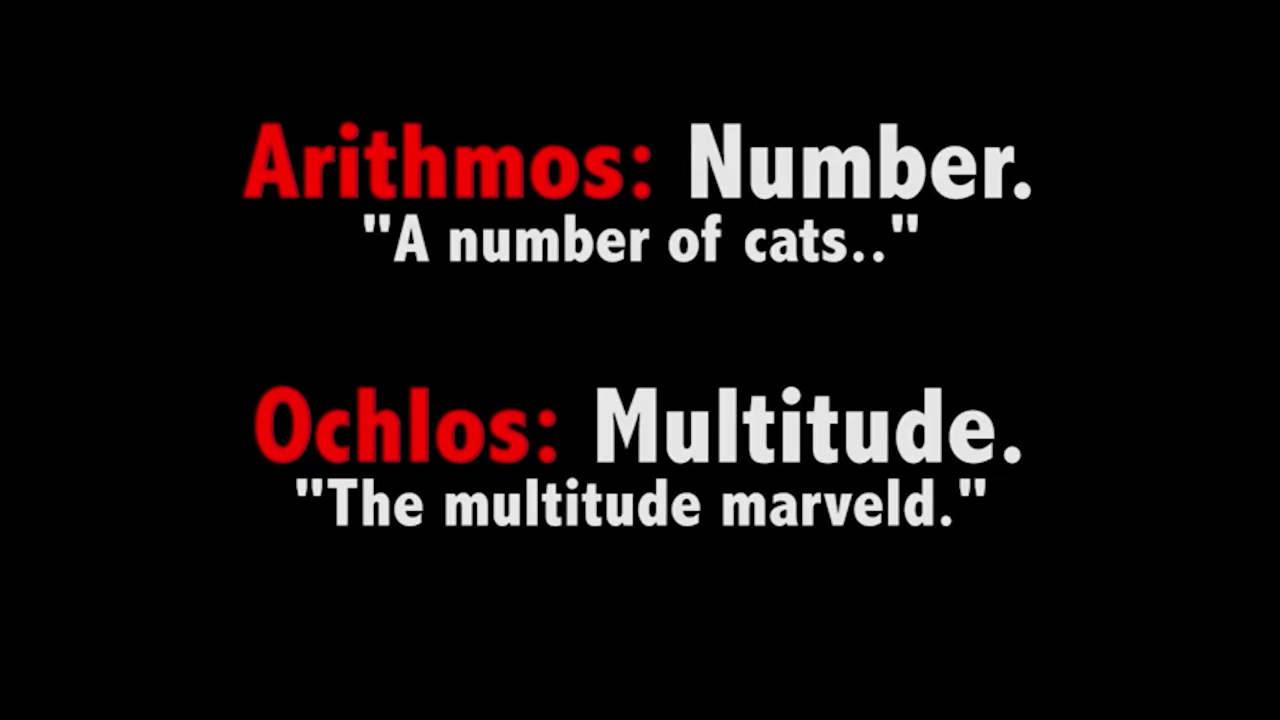 Arithmos: Number.
"A number of cats.."
Ochlos: Multitude.
"The multitude marveld."